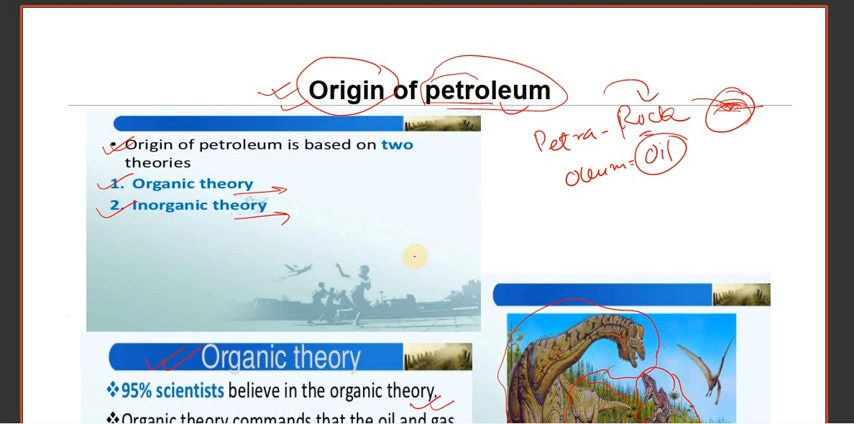 Origin of petroleum
Petra - Rock
Oleum = Oil
• Origin of petroleum is based on two
theories
1. Organic theory
2. Inorganic theory
Organic theory
❖95% scientists believe in the organic theory.
❖Organic theory commands that the oil and gas